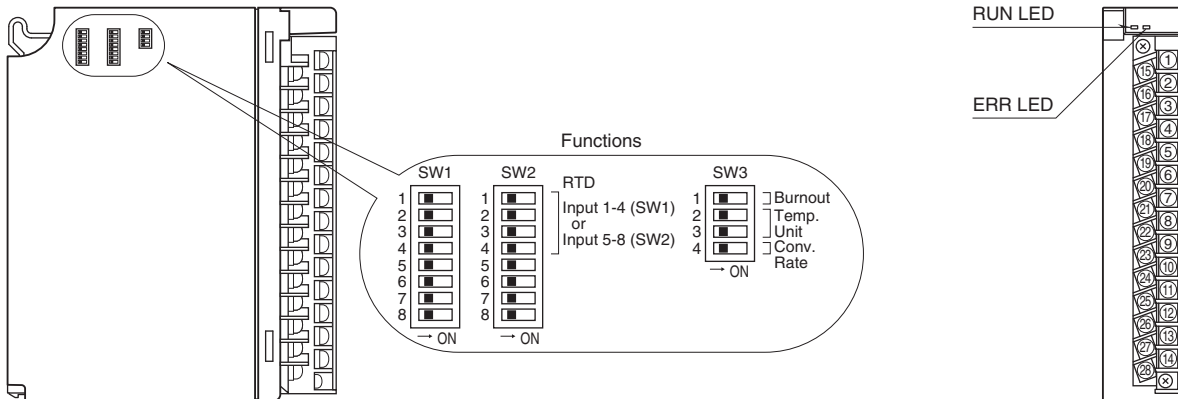 RUN LED
ERR LED
Functions
SW1
1
2
3
4
5
6
7
8
→ ON
SW2
1
2
3
4
5
6
7
8
→ ON
RTD
Input 1-4 (SW1)
or
Input 5-8 (SW2)
SW3
1
2
3
4
→ ON
Burnout
Temp.
Unit
Conv.
Rate
15
16
17
18
19
20
21
22
23
24
25
26
27
28
1
2
3
4
5
6
7
8
9
10
11
12
13
14